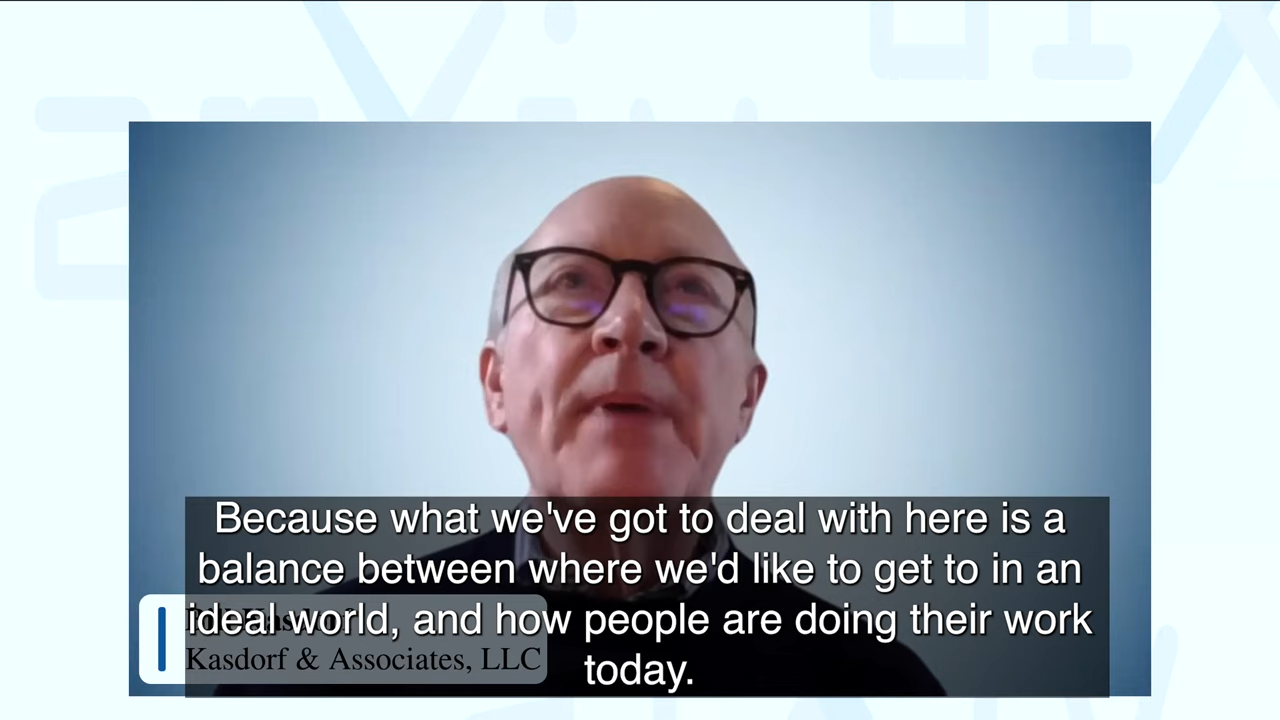 Because what we've got to deal with here is a
balance between where we'd like to get to in an
ideal world, and how people are doing their work
today.
Kasdorf & Associates, LLC